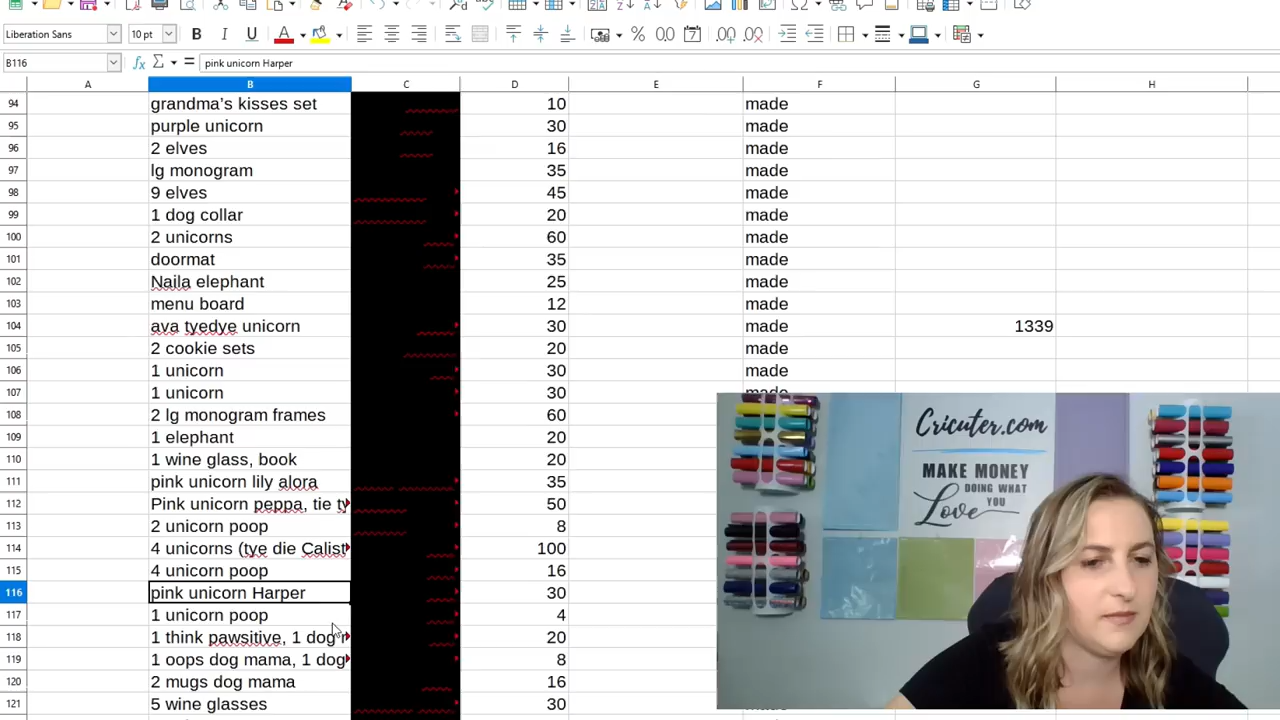 Liberation Sans 10 pt B I U A
B116 fx Σ = pink unicorn Harper
A B C D E F G H
94 grandma's kisses set 10 made
95 purple unicorn 30 made
96 2 elves 16 made
97 lg monogram 35 made
98 9 elves 45 made
99 1 dog collar 20 made
100 2 unicorns 60 made
101 doormat 35 made
102 Naila elephant 25 made
103 menu board 12 made
104 ava tyedye unicorn 30 made 1339
105 2 cookie sets 20 made
106 1 unicorn 30 made
107 1 unicorn 30 made
108 2 lg monogram frames 60
109 1 elephant 20
110 1 wine glass, book 20
111 pink unicorn lily alora 35
112 Pink unicorn peyton tie ty 50
113 2 unicorn poop 8
114 4 unicorns (tye die Calist 100
115 4 unicorn poop 16
116 pink unicorn Harper 30
117 1 unicorn poop 4
118 1 think pawsitive, 1 dog 20
119 1 oops dog mama, 1 dog 8
120 2 mugs dog mama 16
121 5 wine glasses 30
Cricuter.com
MAKE MONEY
DOING WHAT
YOU
Love